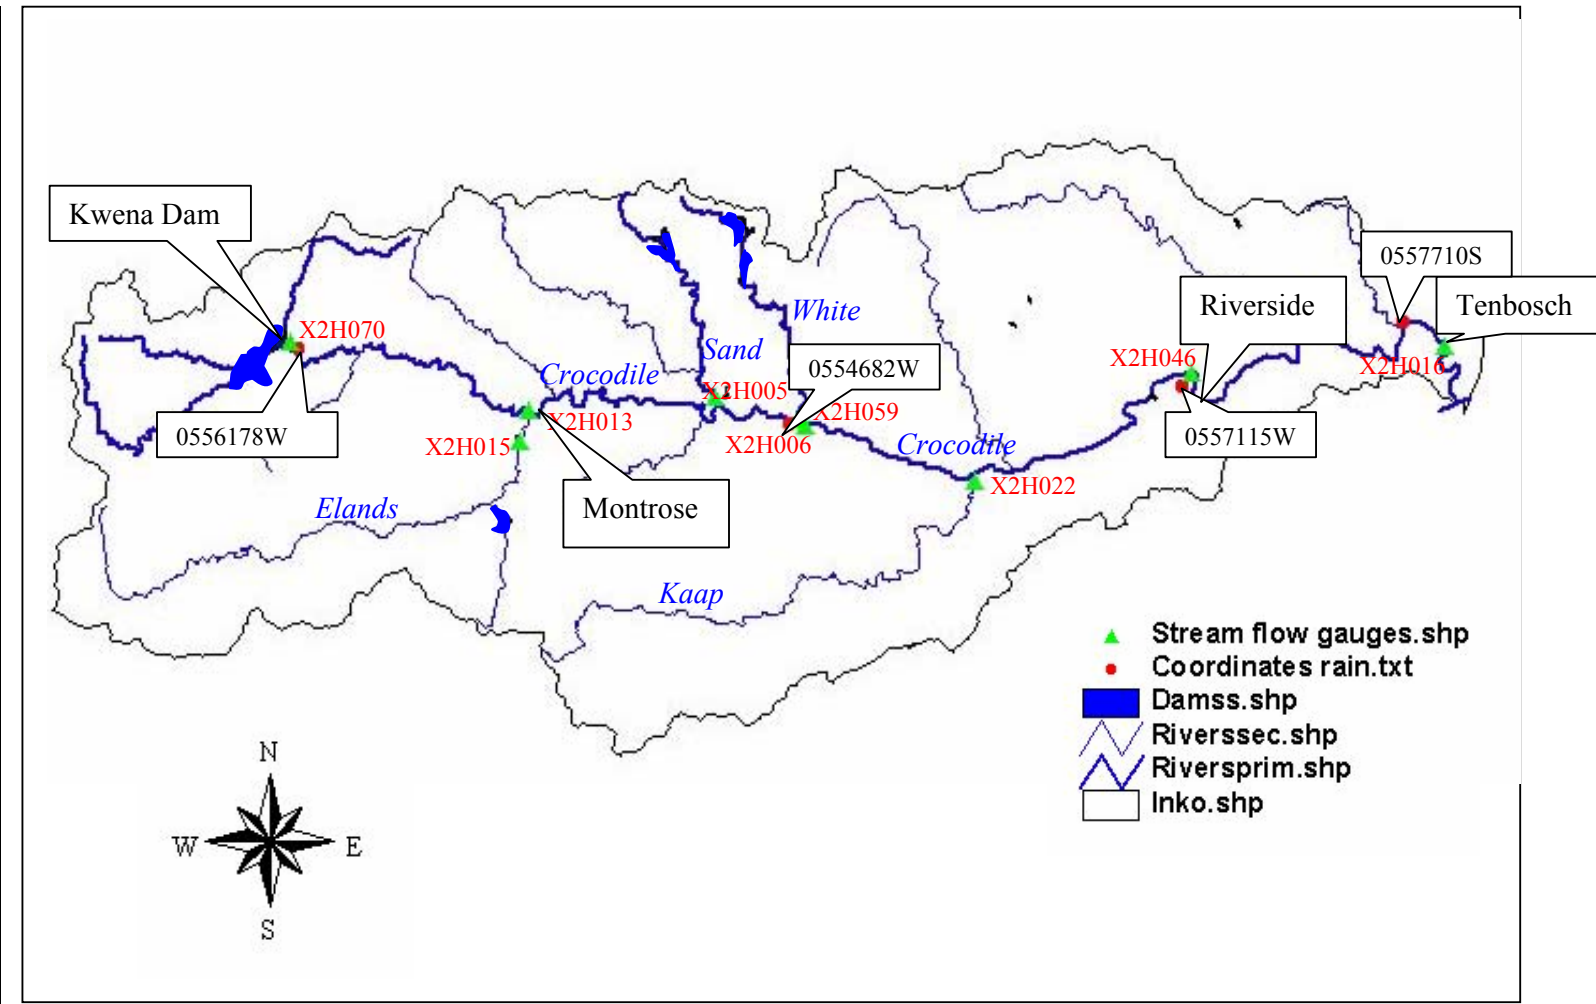 Kwena Dam
0557710S
Riverside
Tenbosch
White
X2H070
Sand
X2H046
X2H016
0554682W
Crocodile
X2H005
X2H013
X2H059
0556178W
X2H015
X2H006
Crocodile
0557115W
X2H022
Elands
Montrose
Kaap
Stream flow gauges.shp
Coordinates rain.txt
Damss.shp
Riverssec.shp
Riversprim.shp
Inko.shp
N
W
E
S